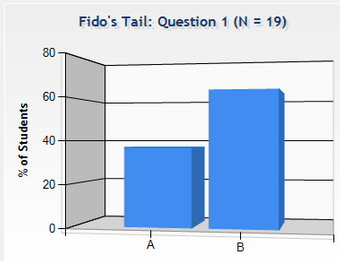 Fido's Tail: Question 1 (N = 19)
80
60
40
20
0
% of Students
A
B